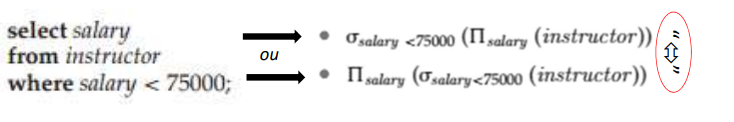 select salary
from instructor
where salary < 75000;
ou
• σsalary <75000 (Πsalary (instructor))
• Πsalary (σsalary<75000 (instructor))
" ⇕ "